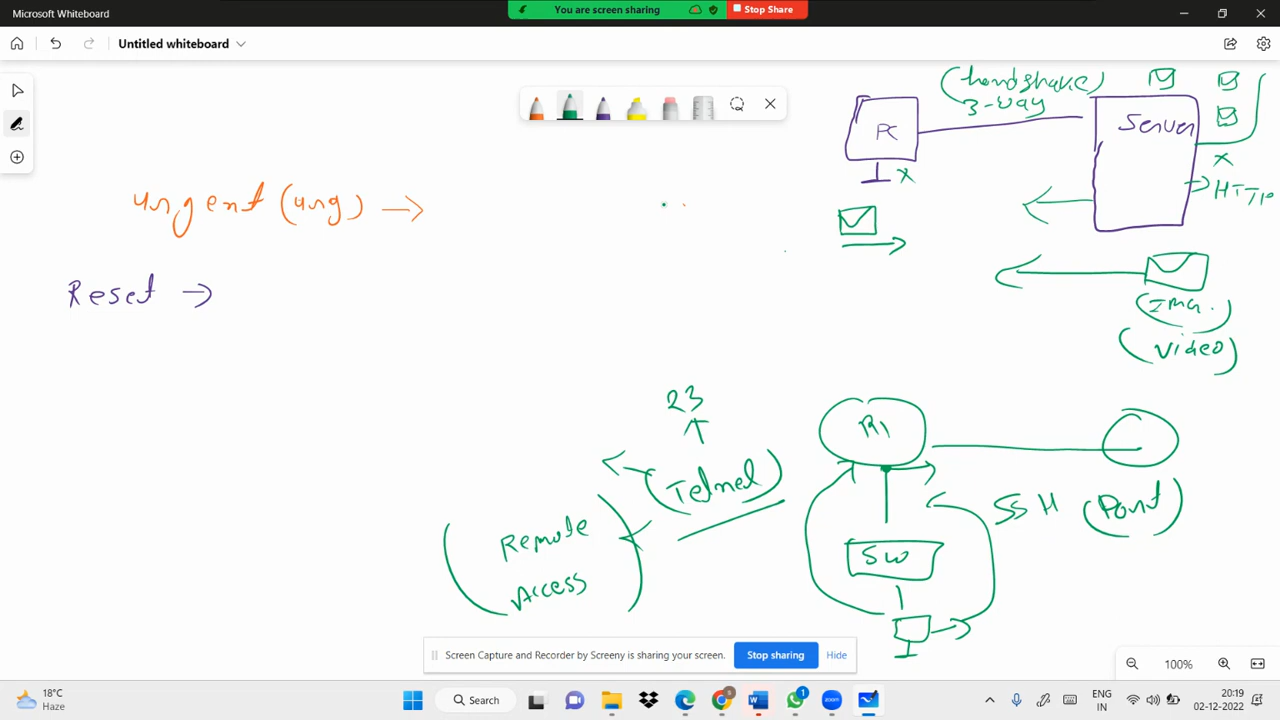 Microsoft Whiteboard
You are screen sharing
Stop Share
Untitled whiteboard
(handshake)
3-way
PC
Server
x
x
HTTP
urgent (urg) →
Reset →
(Img.)
(Video)
23
(Telnet)
R1
SSH (Port)
(Remote
Access)
SW
Screen Capture and Recorder by Screeny is sharing your screen.
Stop sharing
Hide
100%
18°C
Haze
Search
1
ENG
IN
20:19
02-12-2022